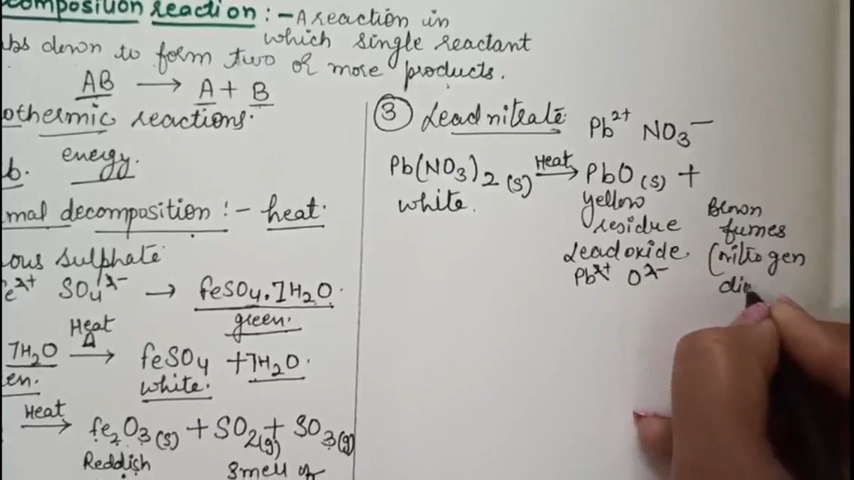 composition reaction :- A reaction in
which single reactant
down to form two or more products.
AB → A + B
othermic reactions.
energy.
b.
mal decomposition :- heat.
ous sulphate
e²⁺ SO₄²⁻ → feSO₄.7H₂O.
green.
7H₂O Heat Δ → feSO₄ + 7H₂O.
en. white.
Heat → fe₂O₃(s) + SO₂(g) + SO₃(g)
Reddish Smell of
③ Lead nitrate Pb²⁺ NO₃⁻
Pb(NO₃)₂(s) Heat → PbO(s) +
white. yellow residue
Lead oxide.
Pb²⁺ O²⁻
Brown
fumes
(nitrogen
di